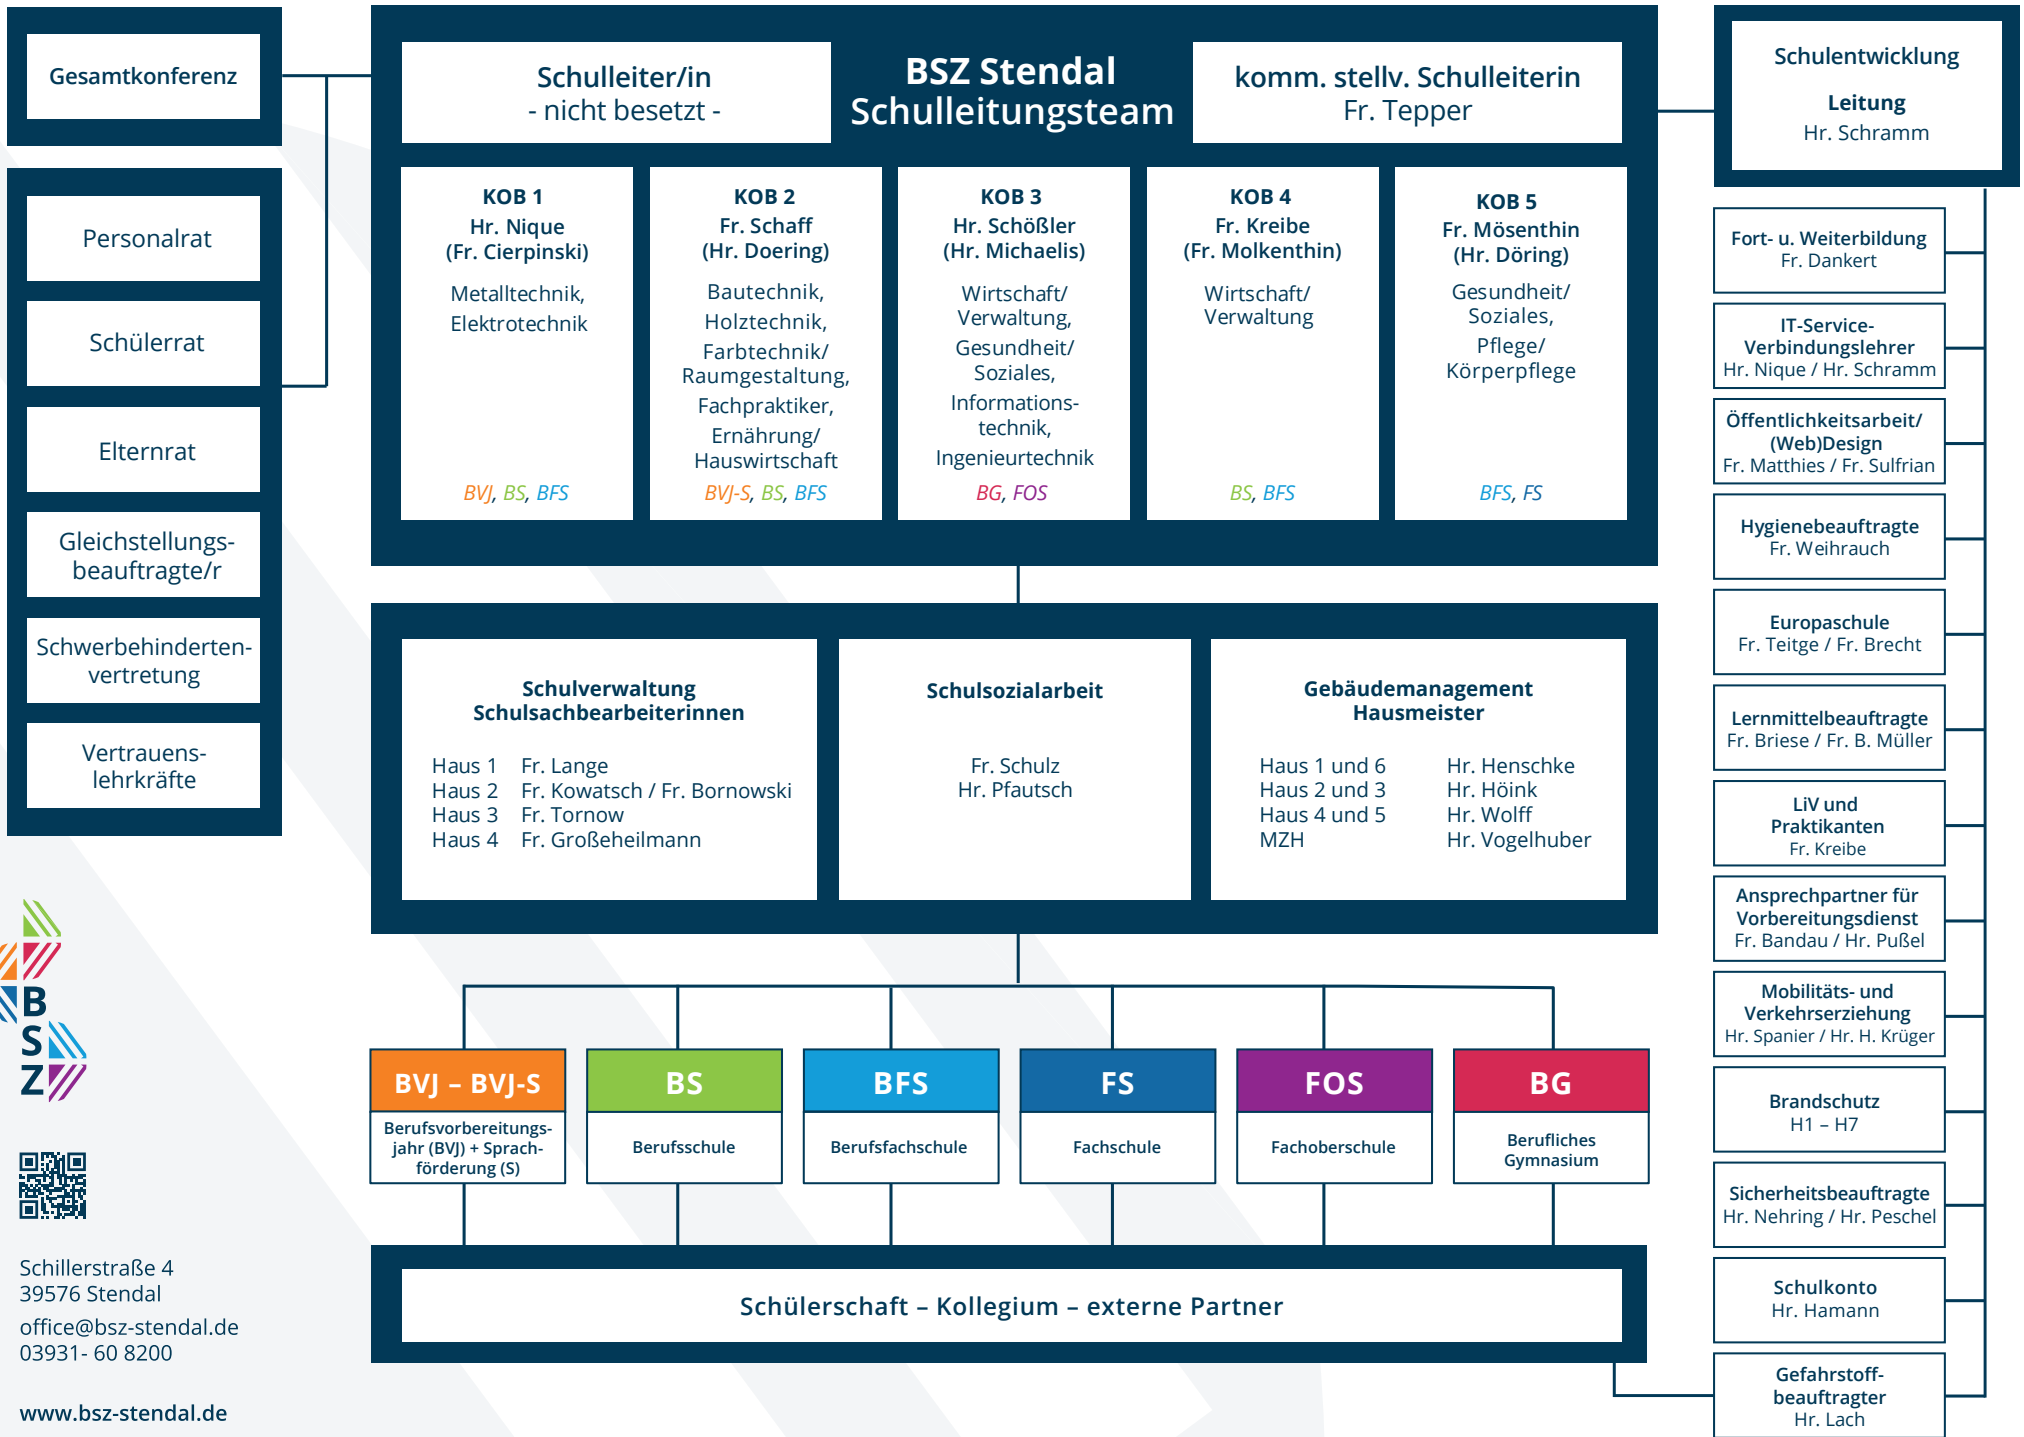 Gesamtkonferenz
Personalrat
Schülerrat
Elternrat
Gleichstellungs-
beauftragte/r
Schwerbehinderten-
vertretung
Vertrauens-
lehrkräfte
BSZ Stendal
Schulleitungsteam
Schulleiter/in
- nicht besetzt -
komm. stellv. Schulleiterin
Fr. Tepper
KOB 1
Hr. Nique
(Fr. Cierpinski)
Metalltechnik,
Elektrotechnik
BVJ, BS, BFS
KOB 2
Fr. Schaff
(Hr. Doering)
Bautechnik,
Holztechnik,
Farbtechnik/
Raumgestaltung,
Fachpraktiker,
Ernährung/
Hauswirtschaft
BVJ-S, BS, BFS
KOB 3
Hr. Schößler
(Hr. Michaelis)
Wirtschaft/
Verwaltung,
Gesundheit/
Soziales,
Informations-
technik,
Ingenieurtechnik
BG, FOS
KOB 4
Fr. Kreibe
(Fr. Molkenthin)
Wirtschaft/
Verwaltung
BS, BFS
KOB 5
Fr. Mösenthin
(Hr. Döring)
Gesundheit/
Soziales,
Pflege/
Körperpflege
BFS, FS
Schulverwaltung
Schulsachbearbeiterinnen
Haus 1 Fr. Lange
Haus 2 Fr. Kowatsch / Fr. Bornowski
Haus 3 Fr. Tornow
Haus 4 Fr. Großeheilmann
Schulsozialarbeit
Fr. Schulz
Hr. Pfautsch
Gebäudemanagement
Hausmeister
Haus 1 und 6 Hr. Henschke
Haus 2 und 3 Hr. Höink
Haus 4 und 5 Hr. Wolff
MZH Hr. Vogelhuber
BVJ – BVJ-S
Berufsvorbereitungs-
jahr (BVJ) + Sprach-
förderung (S)
BS
Berufsschule
BFS
Berufsfachschule
FS
Fachschule
FOS
Fachoberschule
BG
Berufliches
Gymnasium
Schülerschaft – Kollegium – externe Partner
Schulentwicklung
Leitung
Hr. Schramm
Fort- u. Weiterbildung
Fr. Dankert
IT-Service-
Verbindungslehrer
Hr. Nique / Hr. Schramm
Öffentlichkeitsarbeit/
(Web)Design
Fr. Matthies / Fr. Sulfrian
Hygienebeauftragte
Fr. Weihrauch
Europaschule
Fr. Teitge / Fr. Brecht
Lernmittelbeauftragte
Fr. Briese / Fr. B. Müller
LiV und
Praktikanten
Fr. Kreibe
Ansprechpartner für
Vorbereitungsdienst
Fr. Bandau / Hr. Pußel
Mobilitäts- und
Verkehrserziehung
Hr. Spanier / Hr. H. Krüger
Brandschutz
H1 – H7
Sicherheitsbeauftragte
Hr. Nehring / Hr. Peschel
Schulkonto
Hr. Hamann
Gefahrstoff-
beauftragter
Hr. Lach
B
S
Z
Schillerstraße 4
39576 Stendal
office@bsz-stendal.de
03931- 60 8200
www.bsz-stendal.de